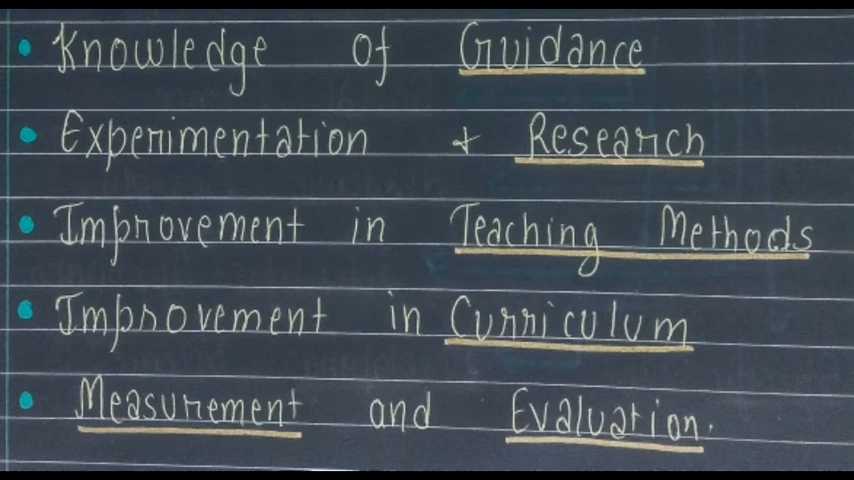 • Knowledge of Guidance
• Experimentation & Research
• Improvement in Teaching Methods
• Improvement in Curriculum
• Measurement and Evaluation.